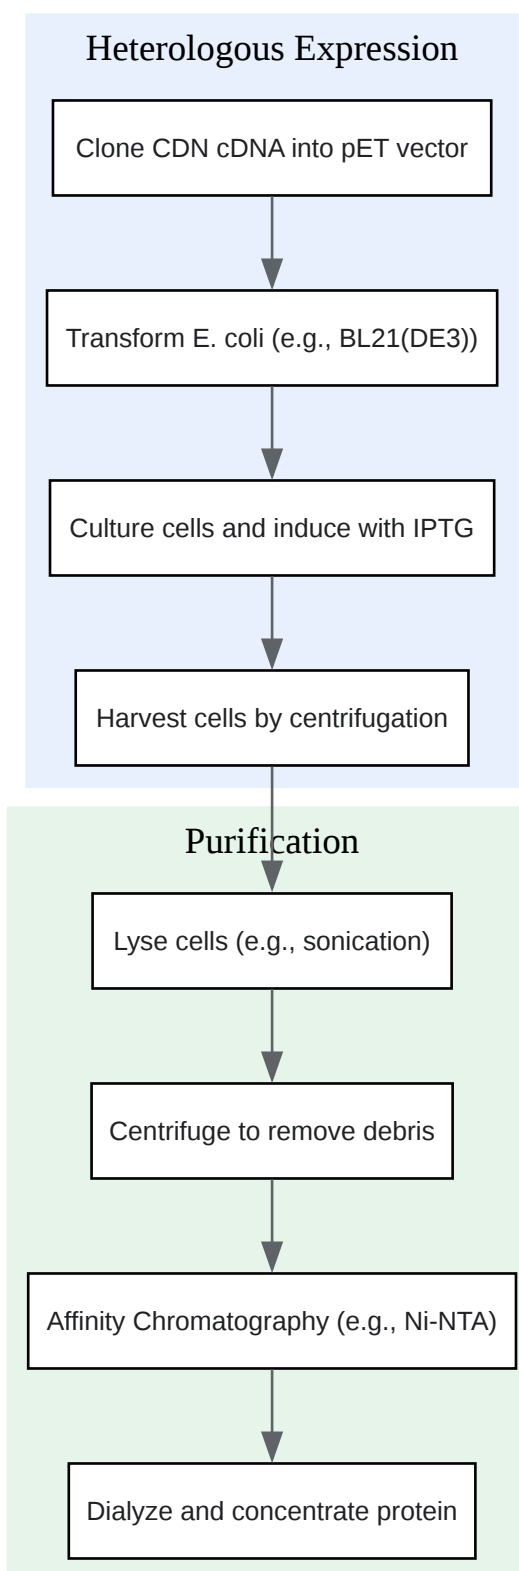 Heterologous Expression
Clone CDN cDNA into pET vector
Transform E. coli (e.g., BL21(DE3))
Culture cells and induce with IPTG
Harvest cells by centrifugation
Purification
Lyse cells (e.g., sonication)
Centrifuge to remove debris
Affinity Chromatography (e.g., Ni-NTA)
Dialyze and concentrate protein